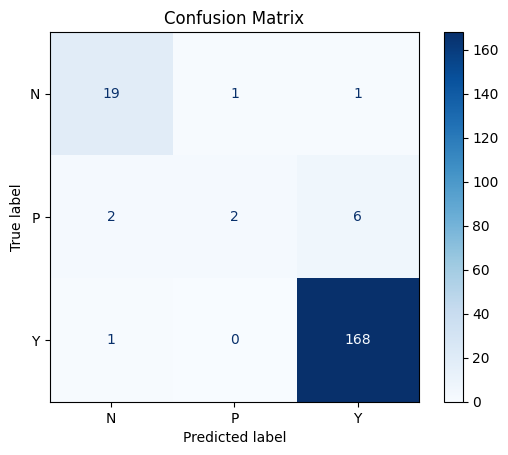 Confusion Matrix
N 19 1 1
P 2 2 6
Y 1 0 168
N P Y
True label
Predicted label
160
140
120
100
80
60
40
20
0